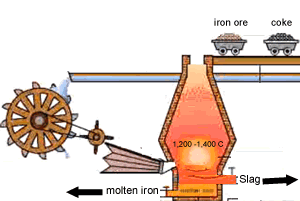 iron ore
coke
1,200 -1,400 C
Slag
molten iron